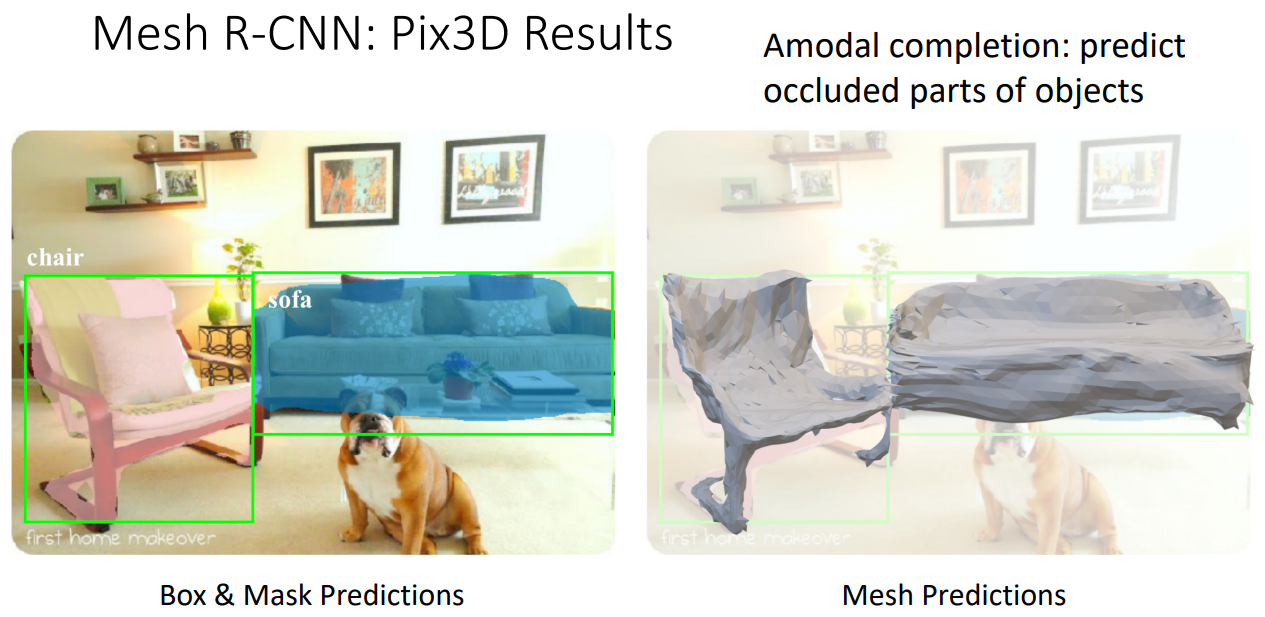 Mesh R-CNN: Pix3D Results
Amodal completion: predict
occluded parts of objects
chair
sofa
first home makeover
first home makeover
Box & Mask Predictions
Mesh Predictions